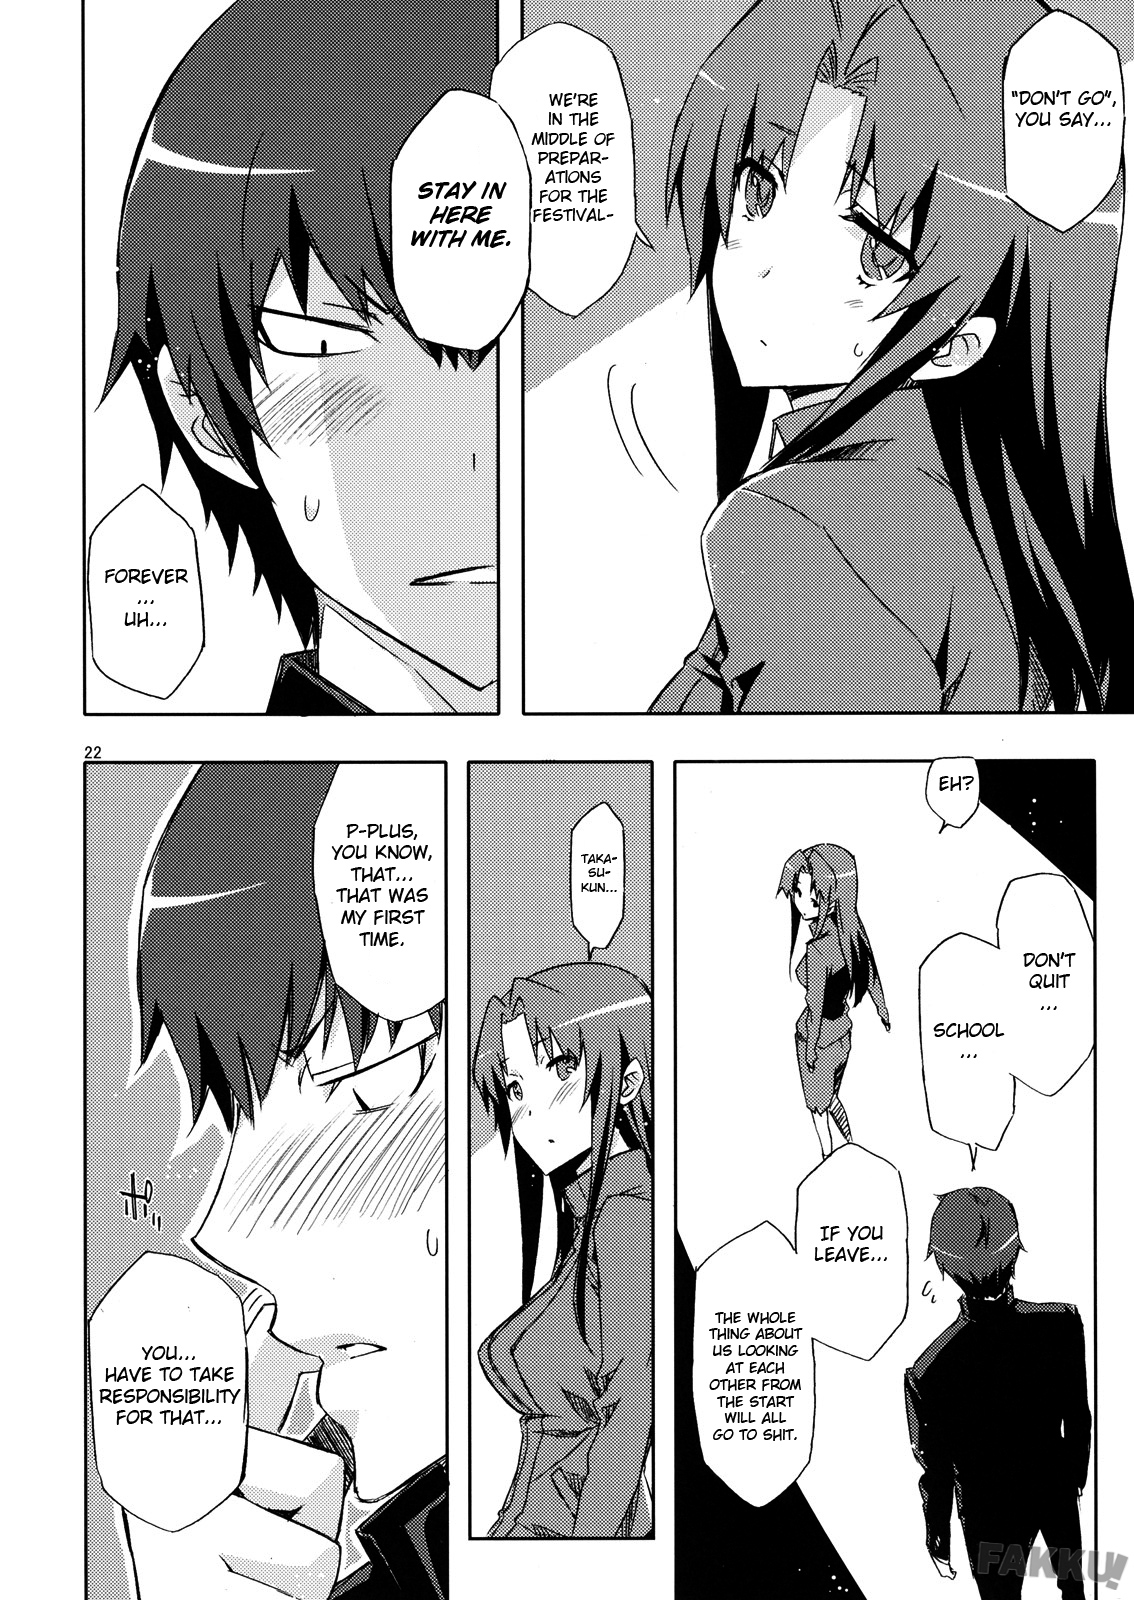 "DON'T GO",
YOU SAY...
WE'RE
IN THE
MIDDLE OF
PREPAR-
ATIONS
FOR THE
FESTIVAL-
STAY IN
HERE
WITH ME.
FOREVER
...
UH...
22
EH?
DON'T
QUIT
...
SCHOOL
...
IF YOU
LEAVE...
THE WHOLE
THING ABOUT
US LOOKING
AT EACH
OTHER FROM
THE START
WILL ALL
GO TO SHIT.
TAKA-
SU-
KUN...
P-PLUS,
YOU KNOW,
THAT...
THAT WAS
MY FIRST
TIME.
YOU...
HAVE TO TAKE
RESPONSIBILITY
FOR THAT...
FAKKU!